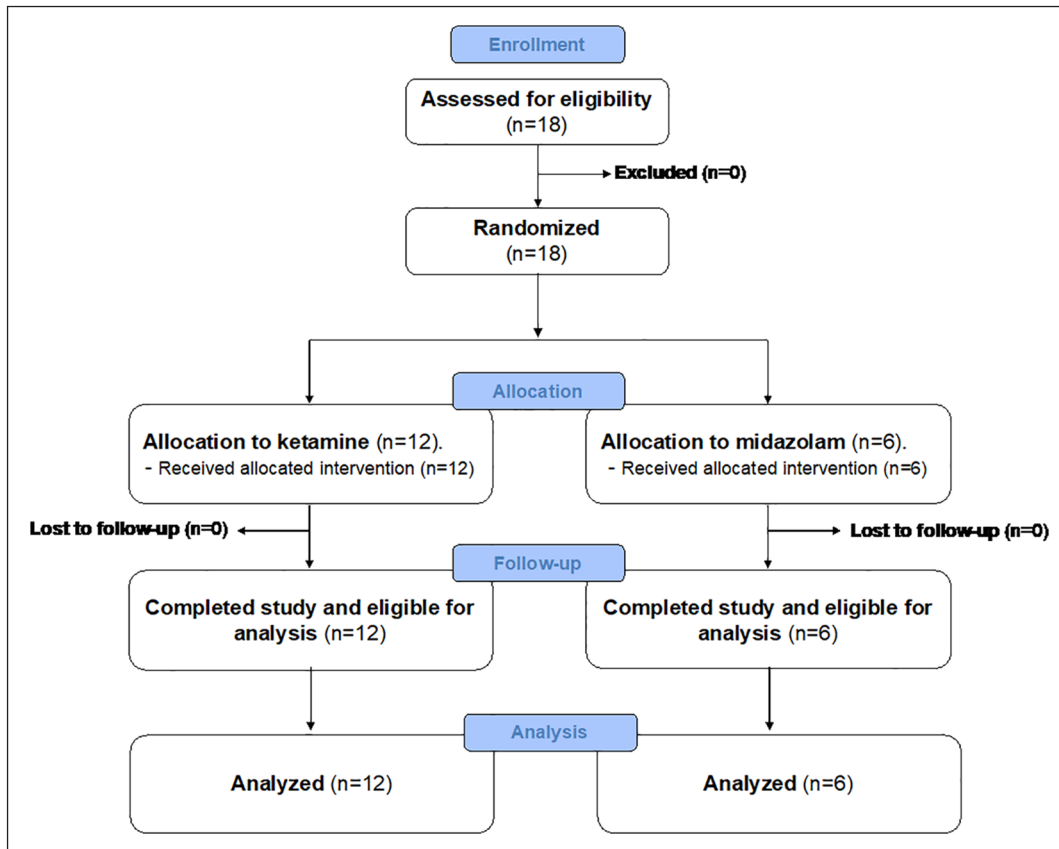 Enrollment
Assessed for eligibility
(n=18)
Excluded (n=0)
Randomized
(n=18)
Allocation
Allocation to ketamine (n=12).
- Received allocated intervention (n=12)
Allocation to midazolam (n=6).
- Received allocated intervention (n=6)
Lost to follow-up (n=0)
Lost to follow-up (n=0)
Follow-up
Completed study and eligible for
analysis (n=12)
Completed study and eligible for
analysis (n=6)
Analysis
Analyzed (n=12)
Analyzed (n=6)